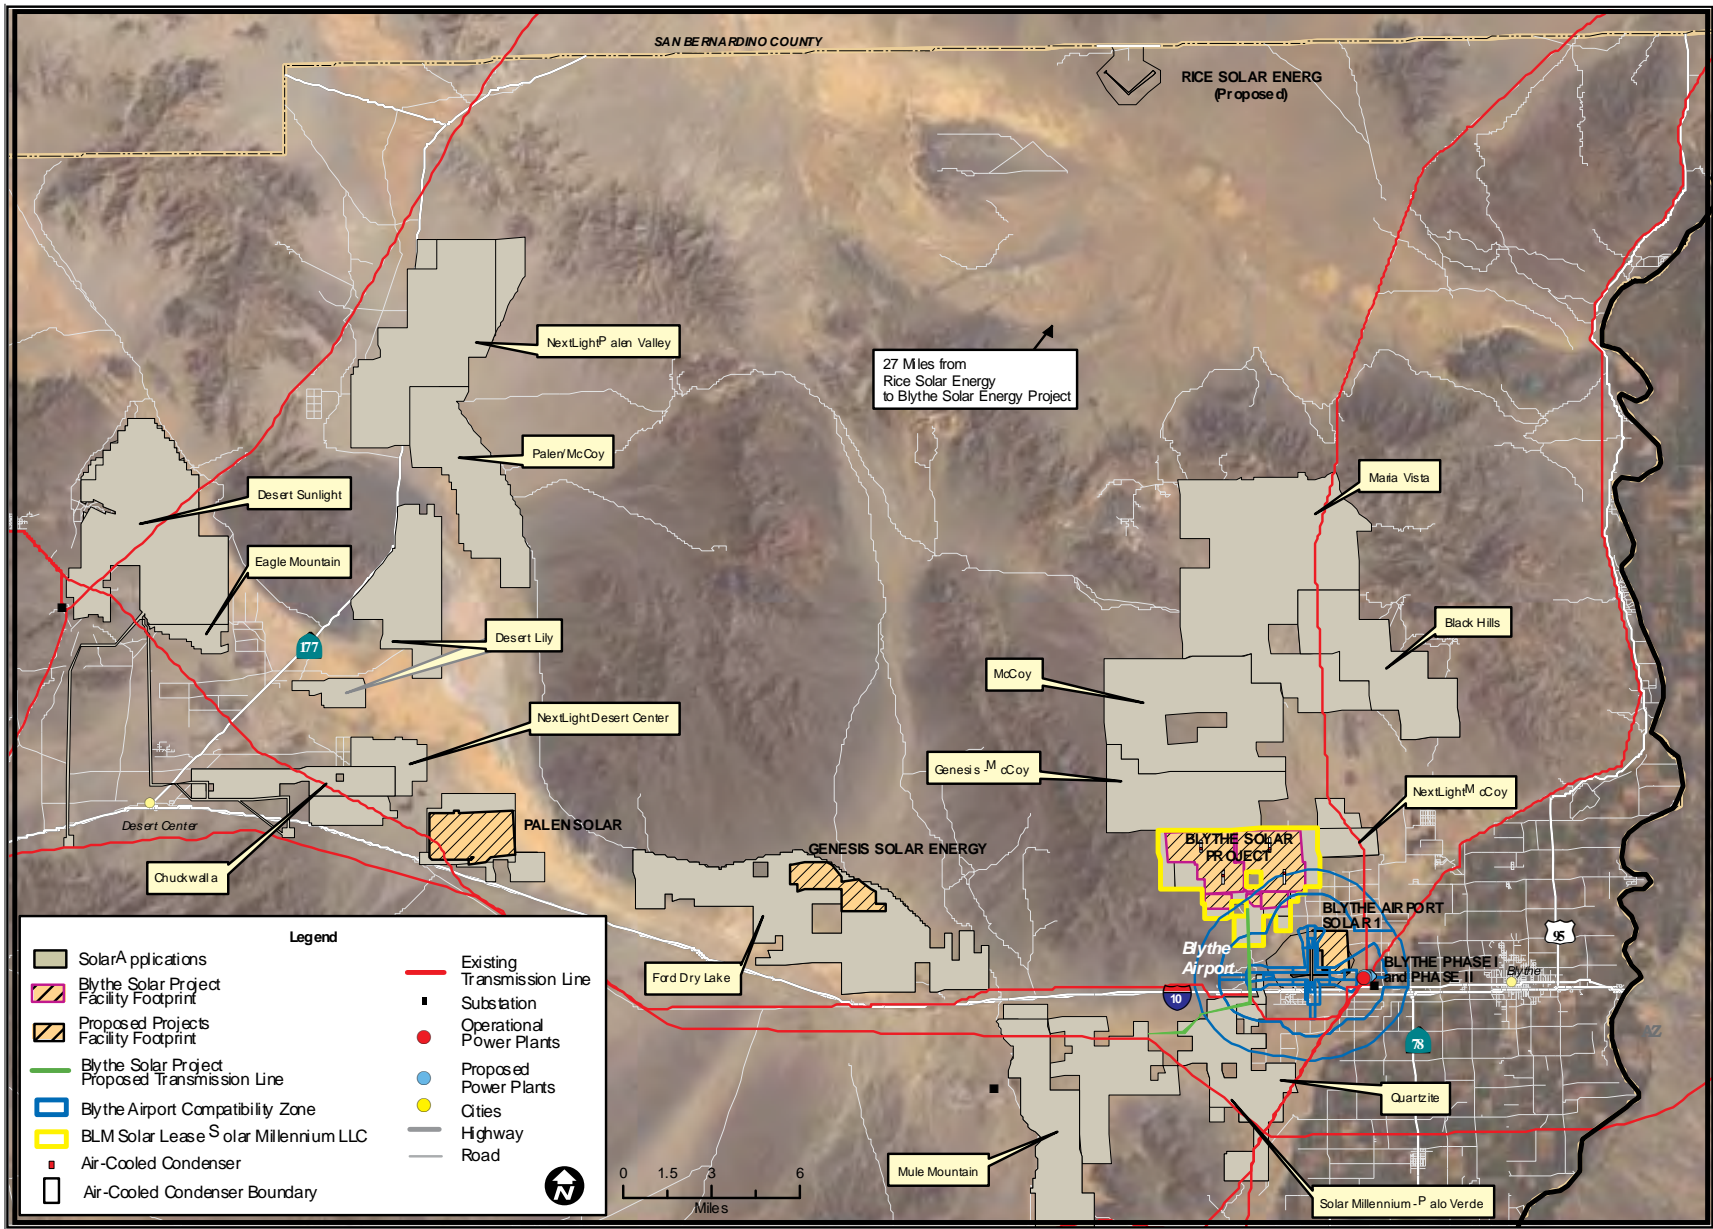 SAN BERNARDINO COUNTY
RICE SOLAR ENERG
(Proposed)
NextLight Palen Valley
27 Miles from
Rice Solar Energy
to Blythe Solar Energy Project
Palen/McCoy
Maria Vista
Desert Sunlight
Eagle Mountain
177
Desert Lily
Black Hills
McCoy
NextLight Desert Center
Genesis - McCoy
NextLight McCoy
Desert Center
PALEN SOLAR
GENESIS SOLAR ENERGY
BLYTHE SOLAR
PROJECT
Chuckwalla
BLYTHE AIRPORT
SOLAR 1
95
Blythe
Airport
BLYTHE PHASE I
and PHASE II
Blythe
Ford Dry Lake
10
78
AZ
Quartzite
Mule Mountain
Solar Millennium - Palo Verde
Legend
Solar Applications
Blythe Solar Project
Facility Footprint
Proposed Projects
Facility Footprint
Blythe Solar Project
Proposed Transmission Line
Blythe Airport Compatibility Zone
BLM Solar Lease Solar Millennium LLC
Air-Cooled Condenser
Air-Cooled Condenser Boundary
Existing
Transmission Line
Substation
Operational
Power Plants
Proposed
Power Plants
Cities
Highway
Road
N
0 1.5 3 6
Miles